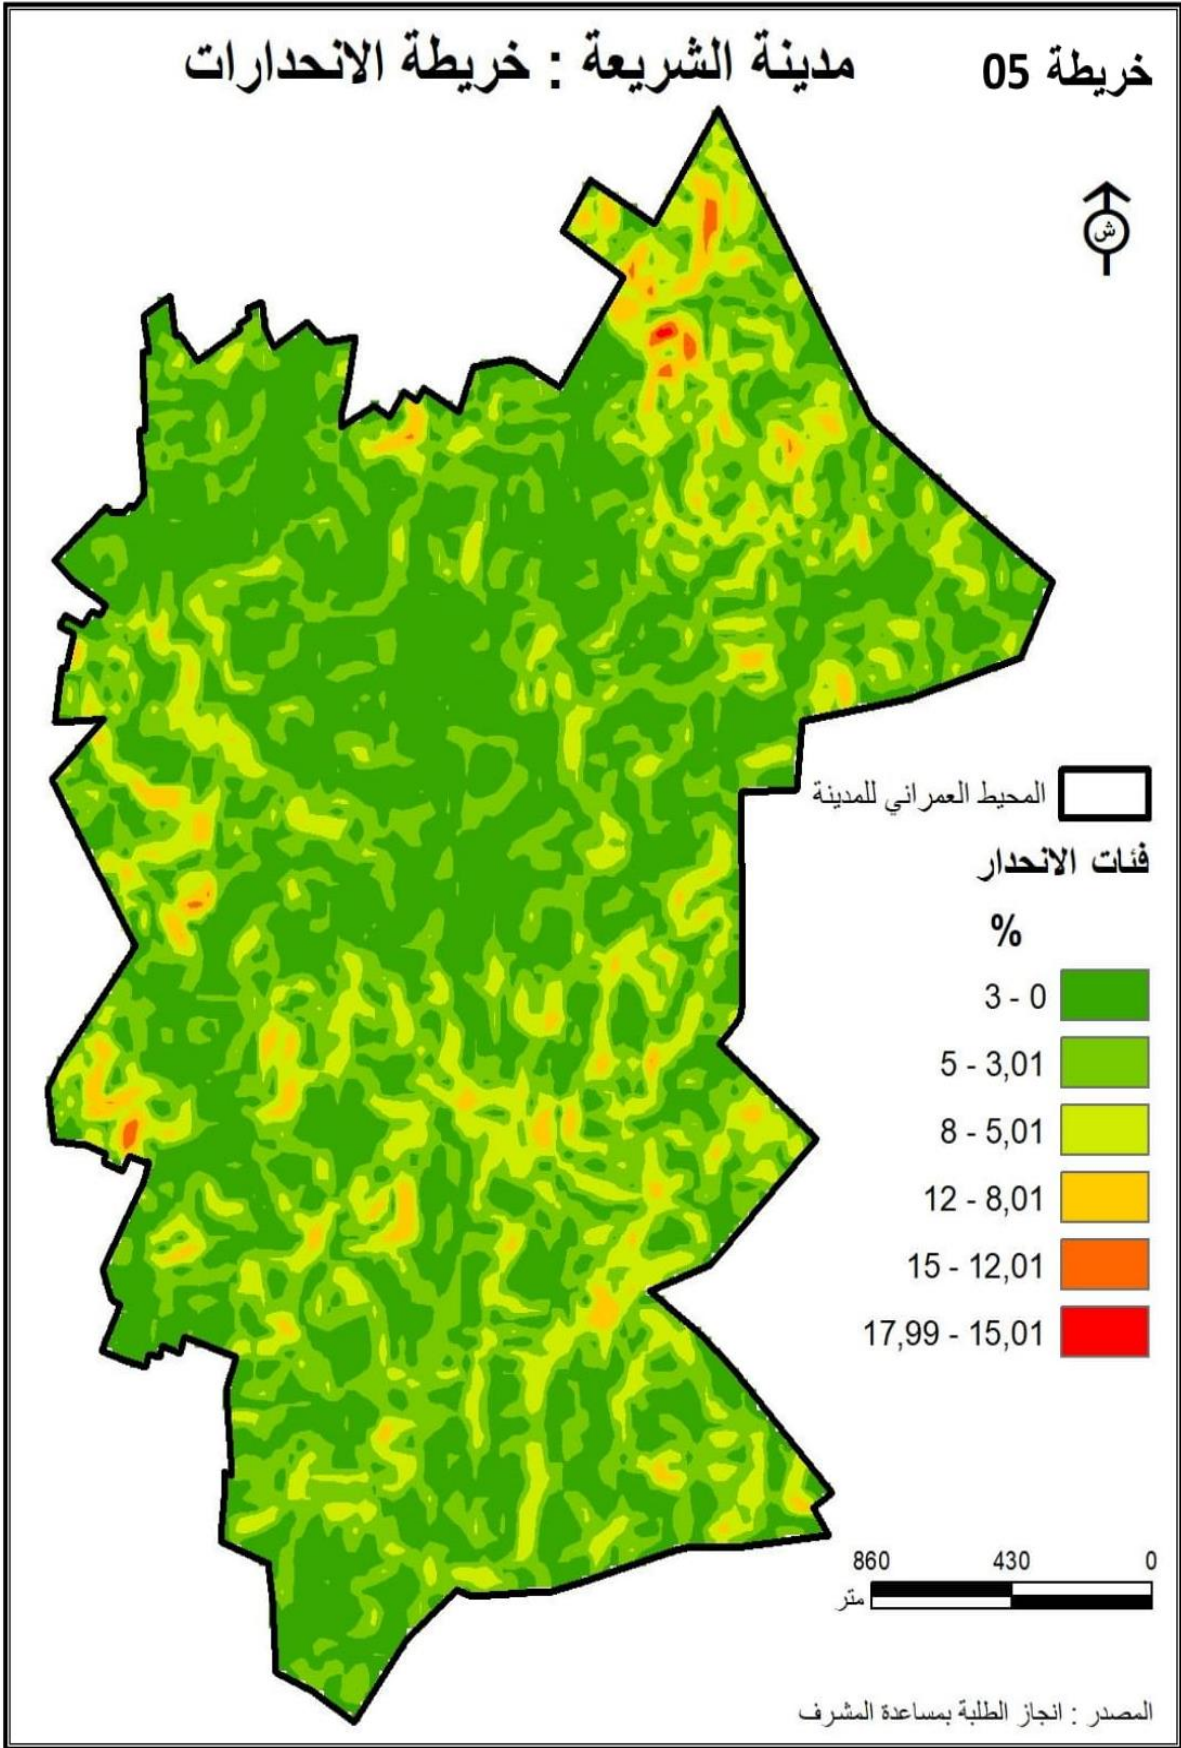 خريطة 05
مدينة الشريعة : خريطة الانحدارات
ش
المحيط العمراني للمدينة
فئات الانحدار
%
3 - 0
5 - 3,01
8 - 5,01
12 - 8,01
15 - 12,01
17,99 - 15,01
860 430 0
متر
المصدر : انجاز الطلبة بمساعدة المشرف